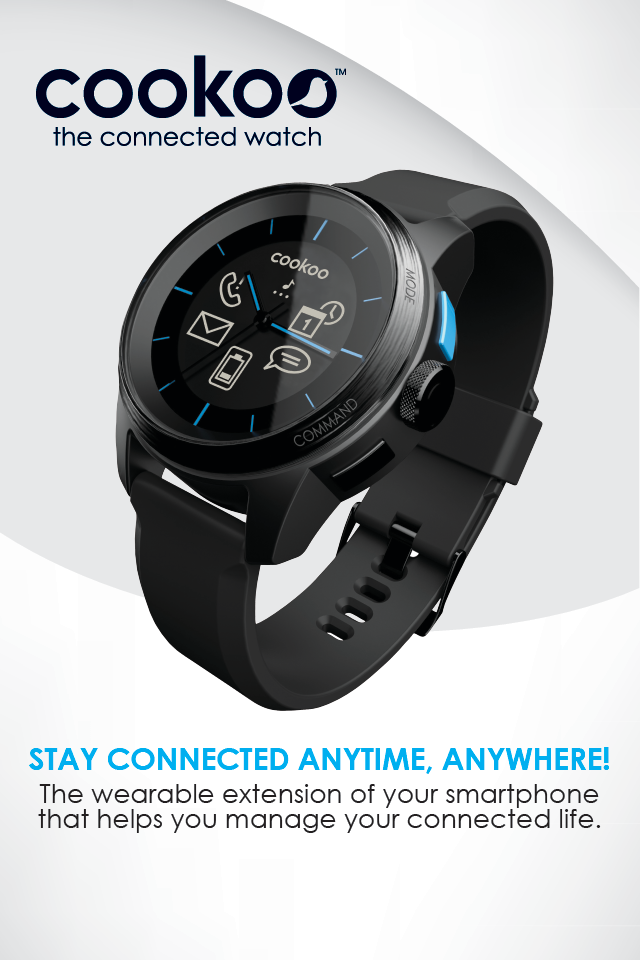 cookoo™
the connected watch
cookoo
MODE
1
COMMAND
STAY CONNECTED ANYTIME, ANYWHERE!
The wearable extension of your smartphone
that helps you manage your connected life.